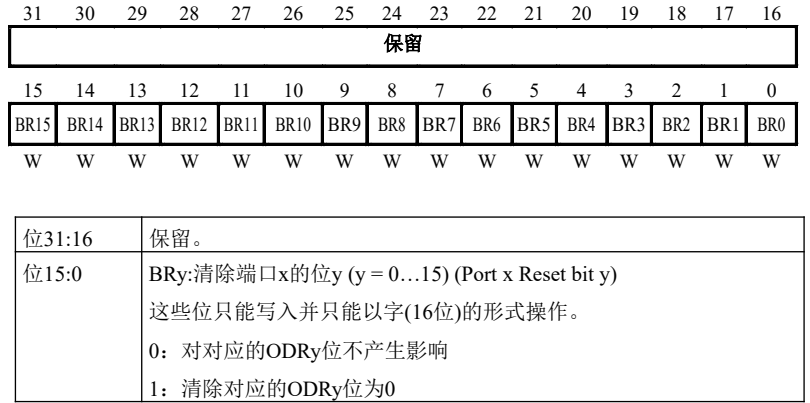 31 30 29 28 27 26 25 24 23 22 21 20 19 18 17 16
保留
15 14 13 12 11 10 9 8 7 6 5 4 3 2 1 0
BR15 BR14 BR13 BR12 BR11 BR10 BR9 BR8 BR7 BR6 BR5 BR4 BR3 BR2 BR1 BR0
W W W W W W W W W W W W W W W W
位31:16 保留。
位15:0 BRy:清除端口x的位y (y = 0…15) (Port x Reset bit y)
这些位只能写入并只能以字(16位)的形式操作。
0：对对应的ODRy位不产生影响
1：清除对应的ODRy位为0